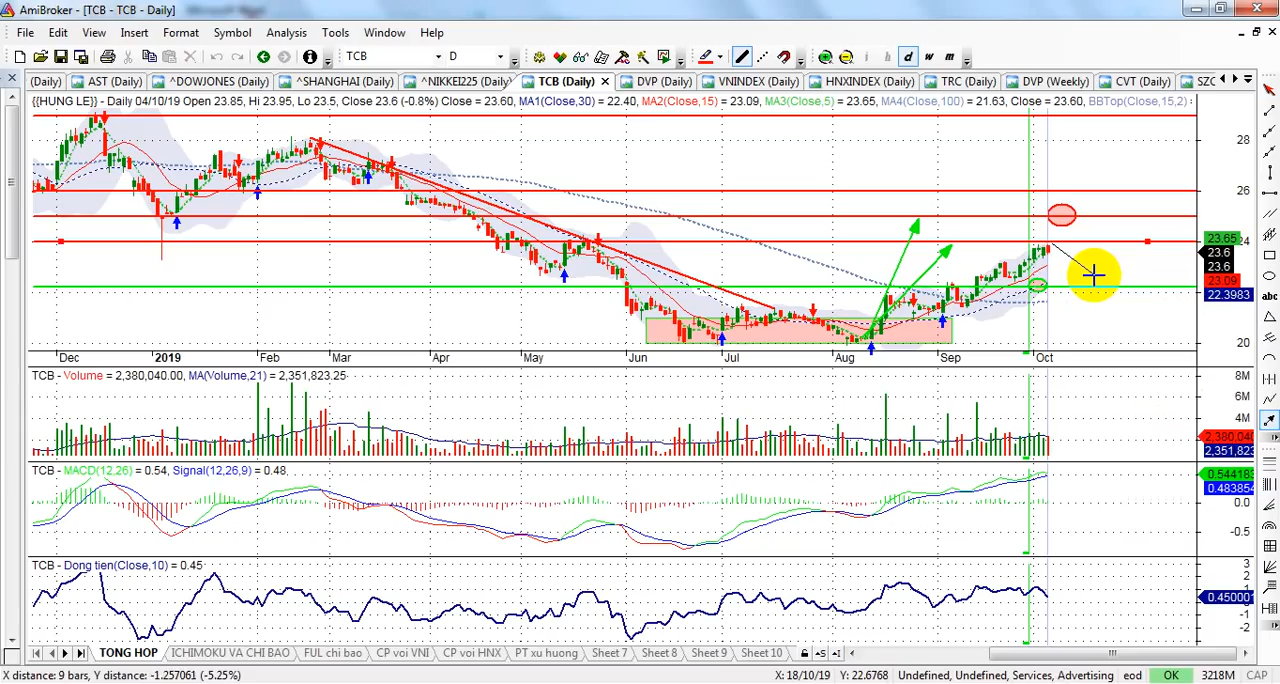 AmiBroker - [TCB - TCB - Daily]
File Edit View Insert Format Symbol Analysis Tools Window Help
TCB D i h d w m
(Daily) AST (Daily) ^DOWJONES (Daily) ^SHANGHAI (Daily) ^NIKKEI225 (Daily) TCB (Daily) DVP (Daily) VNINDEX (Daily) HNXINDEX (Daily) TRC (Daily) DVP (Weekly) CVT (Daily) SZC
{{HUNG LE}} - Daily 04/10/19 Open 23.85, Hi 23.95, Lo 23.5, Close 23.6 (-0.8%) Close = 23.60, MA1(Close,30) = 22.40, MA2(Close,15) = 23.09, MA3(Close,5) = 23.65, MA4(Close,100) = 21.63, Close = 23.60, BBTop(Close,15,2)
28
26
23.65 24
23.6
23.6
23.09
22.3983
20
Dec 2019 Feb Mar Apr May Jun Jul Aug Sep Oct
abc
TCB - Volume = 2,380,040.00, MA(Volume,21) = 2,351,823.25
8M
6M
4M
2,380,040
2,351,823
TCB - MACD(12,26) = 0.54, Signal(12,26,9) = 0.48,
0.544183
0.483854
0.0
-0.5
TCB - Dong tien(Close,10) = 0.45
3
2
0.45000
-1
-2
TONG HOP ICHIMOKU VA CHI BAO FUL Chi bao CP voi VNI CP voi HNX PT xu huong Sheet 7 Sheet 8 Sheet 9 Sheet 10
X distance: 9 bars, Y distance: -1.257061 (-5.25%) X: 18/10/19 Y: 22.6768 Undefined, Undefined, Services, Undefined, Airlines eod OK 3218M CAP